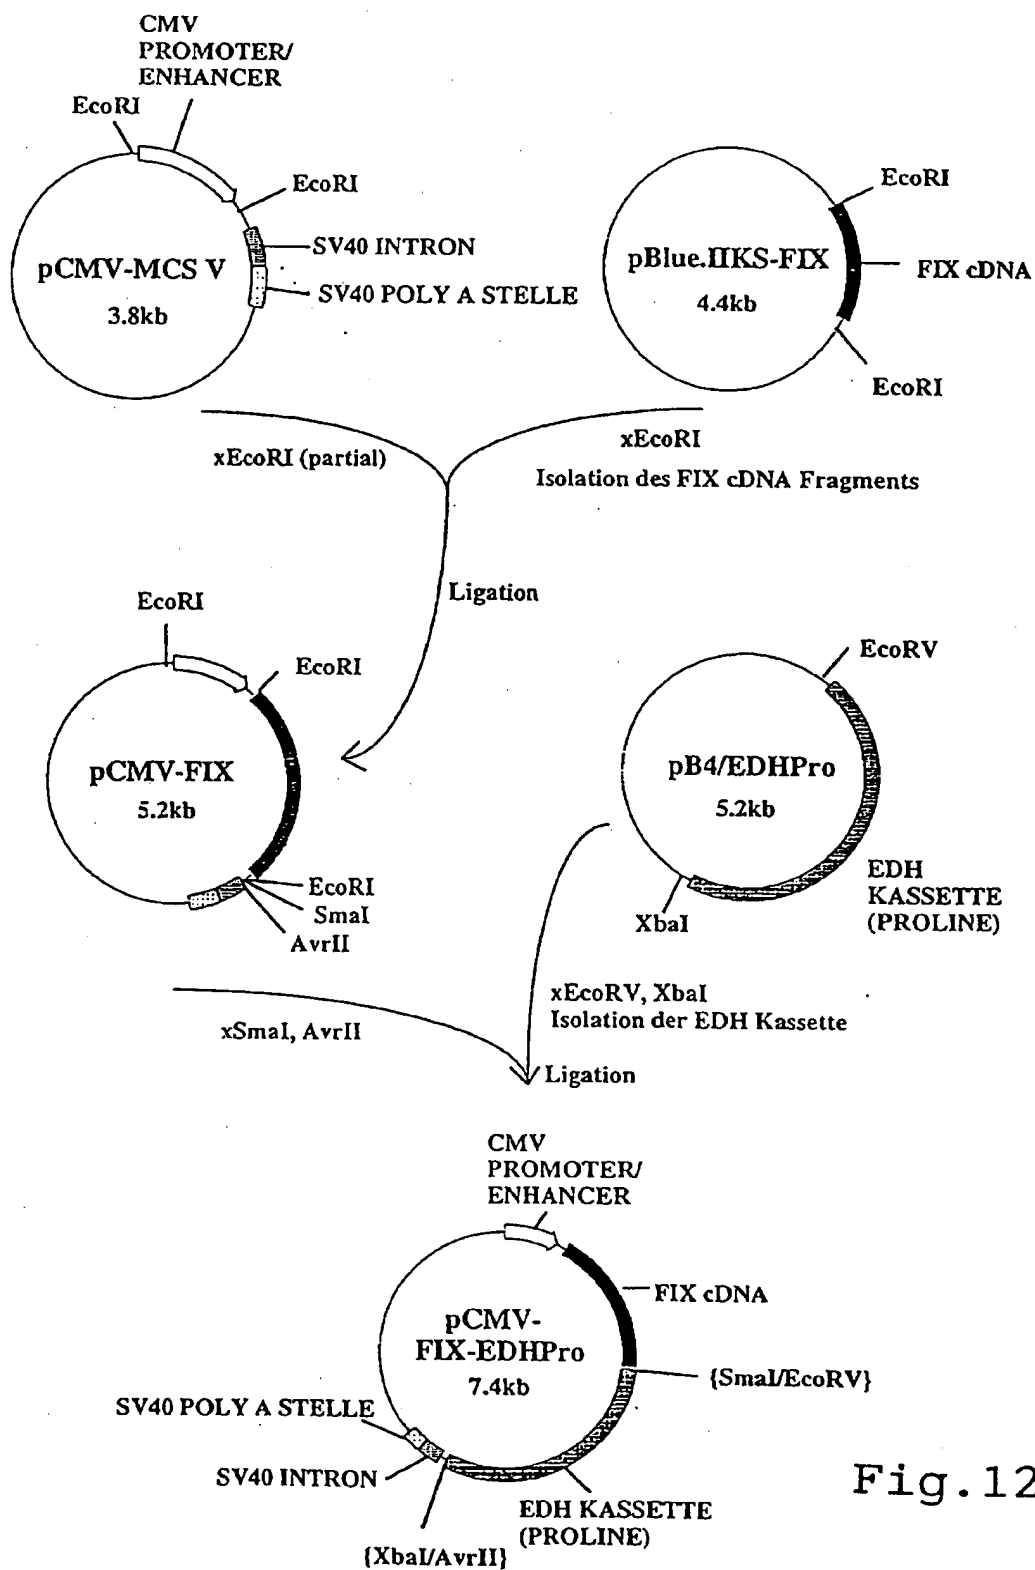 CMV
PROMOTER/
ENHANCER
EcoRI
EcoRI
SV40 INTRON
SV40 POLY A STELLE
pCMV-MCS V
3.8kb
EcoRI
pBlue.IIKS-FIX
4.4kb
FIX cDNA
EcoRI
xEcoRI (partial)
xEcoRI
Isolation des FIX cDNA Fragments
Ligation
EcoRI
EcoRI
pCMV-FIX
5.2kb
EcoRI
SmaI
AvrII
EcoRV
pB4/EDHPro
5.2kb
EDH
KASSETTE
(PROLINE)
XbaI
xSmaI, AvrII
xEcoRV, XbaI
Isolation der EDH Kassette
Ligation
CMV
PROMOTER/
ENHANCER
FIX cDNA
pCMV-
FIX-EDHPro
7.4kb
{SmaI/EcoRV}
SV40 POLY A STELLE
SV40 INTRON
EDH KASSETTE
(PROLINE)
{XbaI/AvrII}
Fig.12